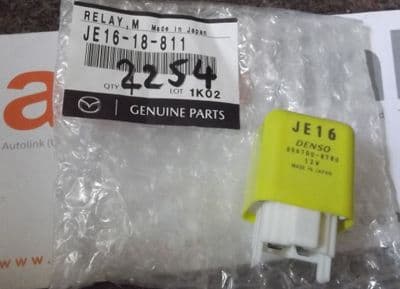 RELAY, M Made in Japan
JE16-18-811
2254
QTY LOT 1K02
GENUINE PARTS
a
Autolink (
JE16
DENSO
12V
MADE IN JAPAN